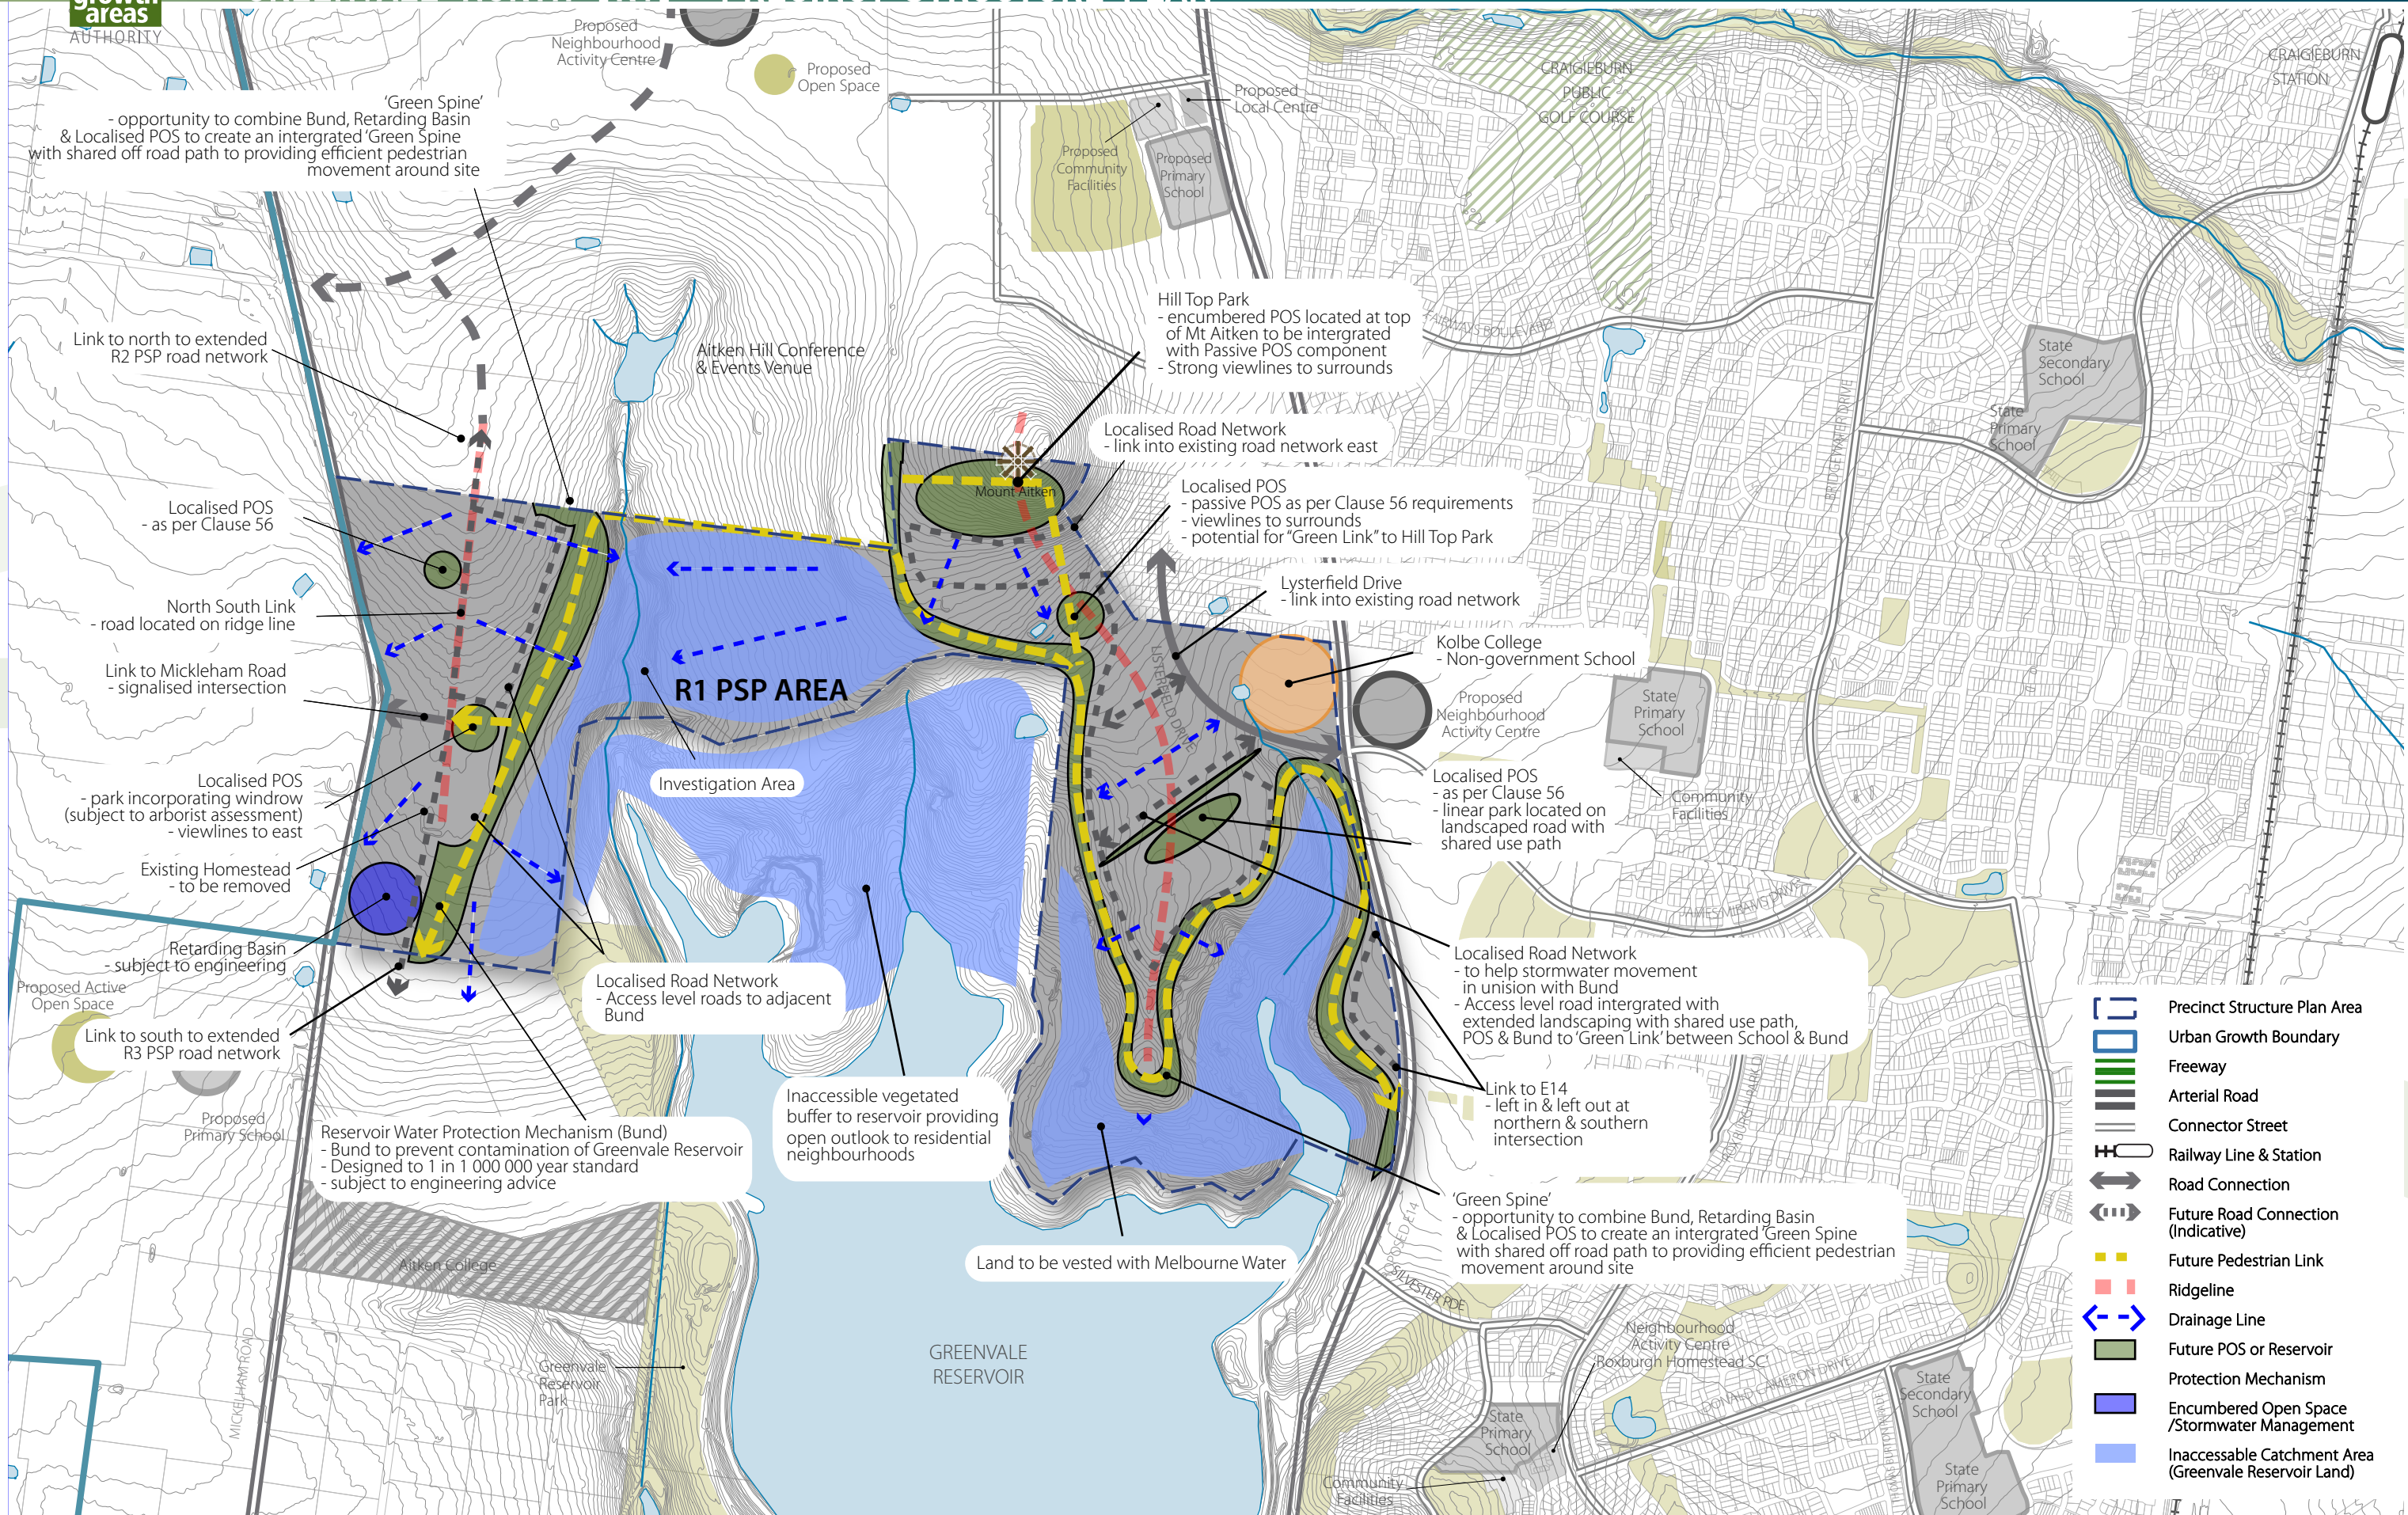 growth
areas
AUTHORITY
Proposed
Neighbourhood
Activity Centre
Proposed
Open Space
'Green Spine'
- opportunity to combine Bund, Retarding Basin
& Localised POS to create an intergrated 'Green Spine
with shared off road path to providing efficient pedestrian
movement around site
Proposed
Local Centre
Proposed
Community
Facilities
Proposed
Primary
School
CRAIGIEBURN
PUBLIC
GOLF COURSE
CRAIGIEBURN
STATION
Link to north to extended
R2 PSP road network
Aitken Hill Conference
& Events Venue
Hill Top Park
- encumbered POS located at top
of Mt Aitken to be intergrated
with Passive POS component
- Strong viewlines to surrounds
FAIRWAYS BOULEVARD
State
Secondary
School
State
Primary
School
BRIDGEWATER DRIVE
Localised Road Network
- link into existing road network east
Mount Aitken
Localised POS
- passive POS as per Clause 56 requirements
- viewlines to surrounds
- potential for "Green Link" to Hill Top Park
Localised POS
- as per Clause 56
North South Link
- road located on ridge line
Lysterfield Drive
- link into existing road network
Link to Mickleham Road
- signalised intersection
LISTERFIELD DRIVE
Kolbe College
- Non-government School
R1 PSP AREA
Proposed
Neighbourhood
Activity Centre
State
Primary
School
Investigation Area
Localised POS
- park incorporating windrow
(subject to arborist assessment)
- viewlines to east
Localised POS
- as per Clause 56
- linear park located on
landscaped road with
shared use path
Community
Facilities
Existing Homestead
- to be removed
JAMES MIRAMS DRIVE
Retarding Basin
- subject to engineering
Proposed Active
Open Space
Localised Road Network
- Access level roads to adjacent
Bund
Localised Road Network
- to help stormwater movement
in unision with Bund
- Access level road intergrated with
extended landscaping with shared use path,
POS & Bund to 'Green Link' between School & Bund
Link to south to extended
R3 PSP road network
Proposed
Primary School
Inaccessible vegetated
buffer to reservoir providing
open outlook to residential
neighbourhoods
Link to E14
- left in & left out at
northern & southern
intersection
ROXBURGH PARK
Reservoir Water Protection Mechanism (Bund)
- Bund to prevent contamination of Greenvale Reservoir
- Designed to 1 in 1 000 000 year standard
- subject to engineering advice
'Green Spine'
- opportunity to combine Bund, Retarding Basin
& Localised POS to create an intergrated 'Green Spine
with shared off road path to providing efficient pedestrian
movement around site
Land to be vested with Melbourne Water
Aitken College
E14
SILVESTER PDE
MICKELHAM ROAD
Greenvale
Reservoir
Park
GREENVALE
RESERVOIR
Neighbourhood
Activity Centre
'Roxburgh Homestead SC'
DONALD CAMERON DRIVE
State
Primary
School
Community
Facilities
State
Secondary
School
State
Primary
School
Precinct Structure Plan Area
Urban Growth Boundary
Freeway
Arterial Road
Connector Street
Railway Line & Station
Road Connection
Future Road Connection
(Indicative)
Future Pedestrian Link
Ridgeline
Drainage Line
Future POS or Reservoir
Protection Mechanism
Encumbered Open Space
/Stormwater Management
Inaccessable Catchment Area
(Greenvale Reservoir Land)